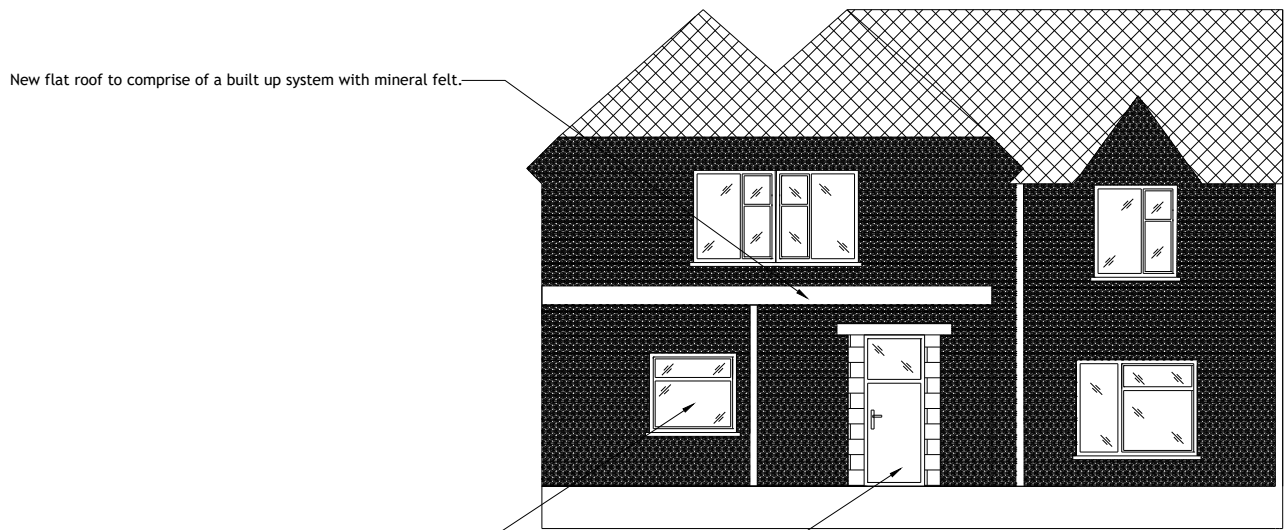 New flat roof to comprise of a built up system with mineral felt.